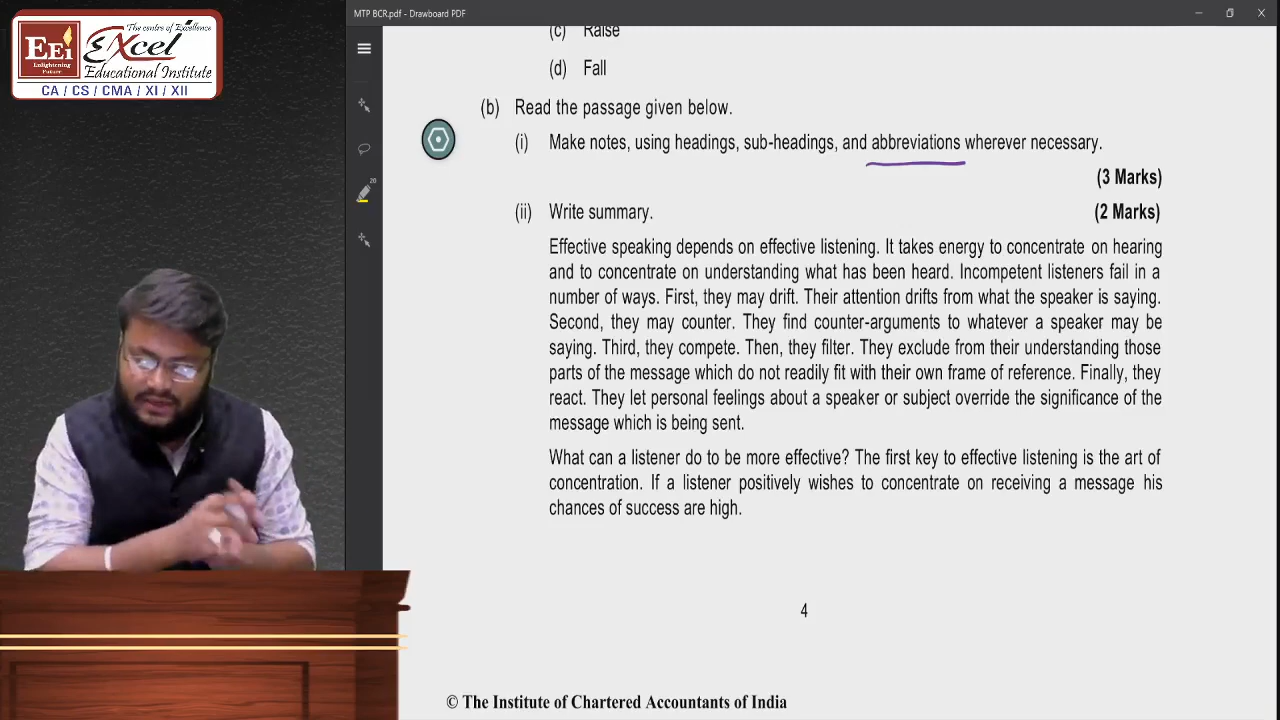 MTP BCR.pdf - Drawboard PDF
The centre of Excellence
EEi
Enlightening
Future
eXcel
Educational Institute
CA / CS / CMA / XI / XII
20
(c) Raise
(d) Fall
(b) Read the passage given below.
(i) Make notes, using headings, sub-headings, and abbreviations wherever necessary.
(3 Marks)
(ii) Write summary. (2 Marks)
Effective speaking depends on effective listening. It takes energy to concentrate on hearing
and to concentrate on understanding what has been heard. Incompetent listeners fail in a
number of ways. First, they may drift. Their attention drifts from what the speaker is saying.
Second, they may counter. They find counter-arguments to whatever a speaker may be
saying. Third, they compete. Then, they filter. They exclude from their understanding those
parts of the message which do not readily fit with their own frame of reference. Finally, they
react. They let personal feelings about a speaker or subject override the significance of the
message which is being sent.
What can a listener do to be more effective? The first key to effective listening is the art of
concentration. If a listener positively wishes to concentrate on receiving a message his
chances of success are high.
4
© The Institute of Chartered Accountants of India